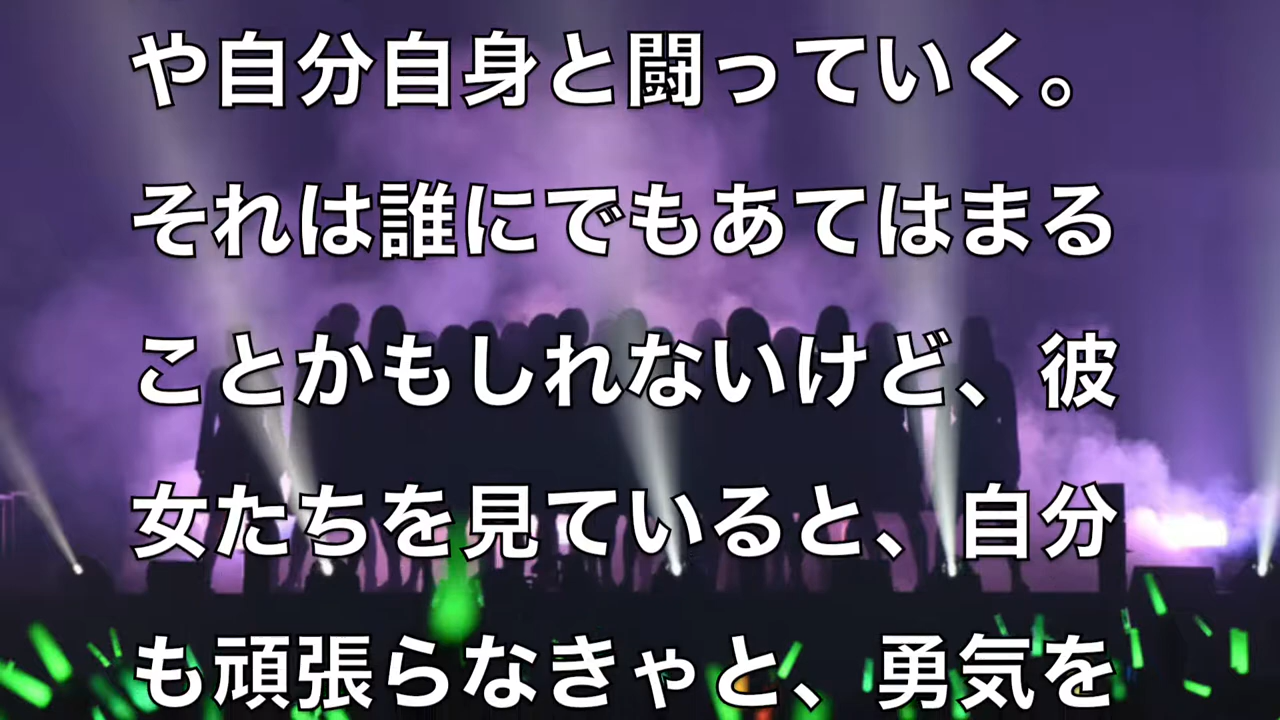 や自分自身と闘っていく。
それは誰にでもあてはまる
ことかもしれないけど、彼
女たちを見ていると、自分
も頑張らなきゃと、勇気を